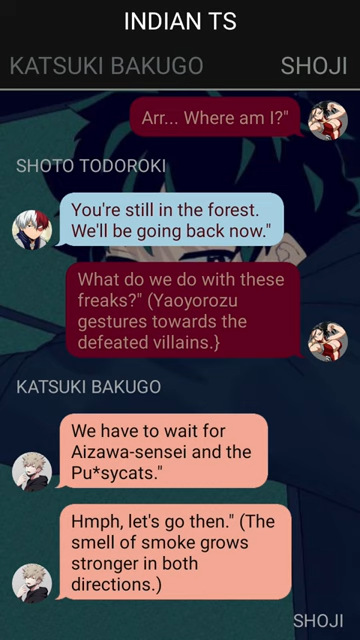 INDIAN TS
KATSUKI BAKUGO
SHOJI
Arr... Where am I?"
SHOTO TODOROKI
You're still in the forest.
We'll be going back now."
What do we do with these
freaks?" (Yaoyorozu
gestures towards the
defeated villains.}
KATSUKI BAKUGO
We have to wait for
Aizawa-sensei and the
Pu*sycats."
Hmph, let's go then." (The
smell of smoke grows
stronger in both
directions.)
SHOJI